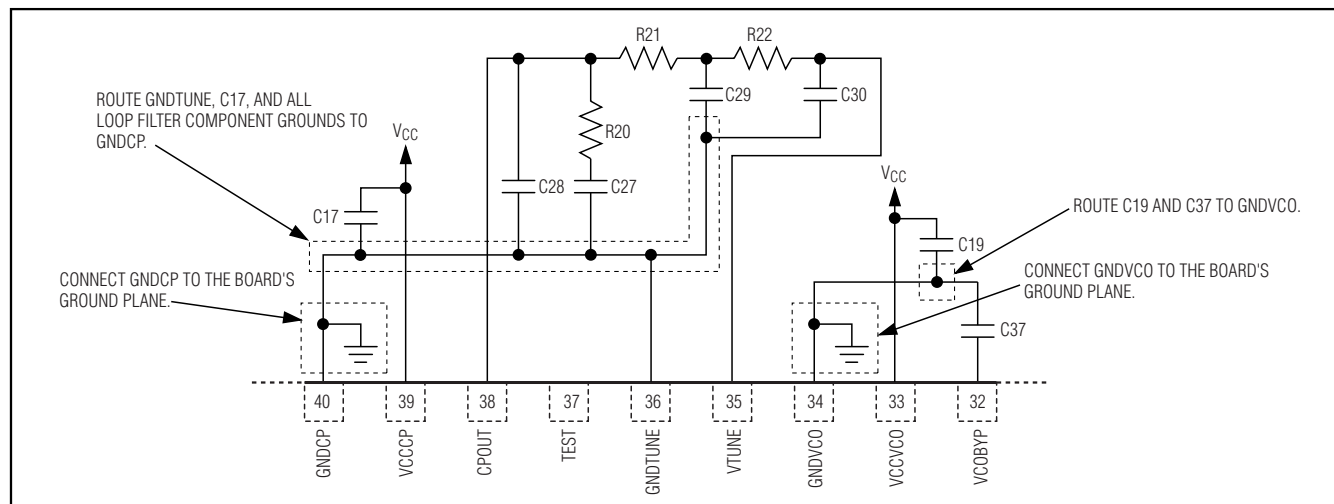 R21
R22
C29
C30
ROUTE GNDTUNE, C17, AND ALL
LOOP FILTER COMPONENT GROUNDS TO
GNDCP.
VCC
R20
C28
C27
C17
VCC
ROUTE C19 AND C37 TO GNDVCO.
C19
CONNECT GNDCP TO THE BOARD'S
GROUND PLANE.
CONNECT GNDVCO TO THE BOARD'S
GROUND PLANE.
C37
40
39
38
37
36
35
34
33
32
GNDCP
VCCCP
CPOUT
TEST
GNDTUNE
VTUNE
GNDVCO
VCCVCO
VCOBYP